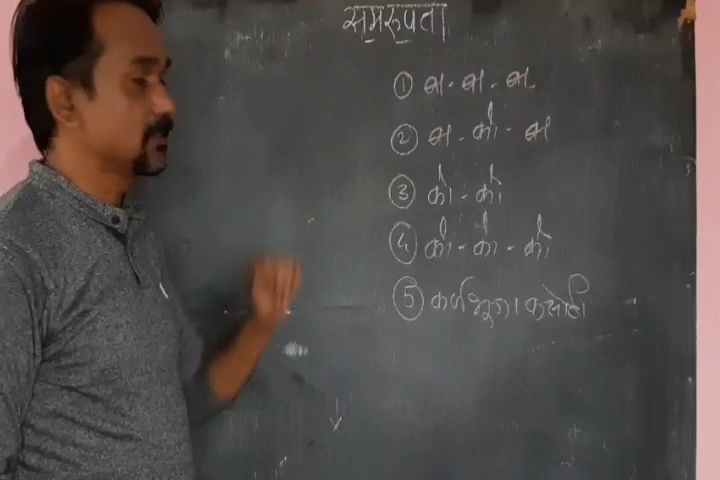 समरुपता
① बा - बा - बा
② बा - को - बा
③ को - को
④ को - को - को
⑤ कर्णभूजा कसोटी